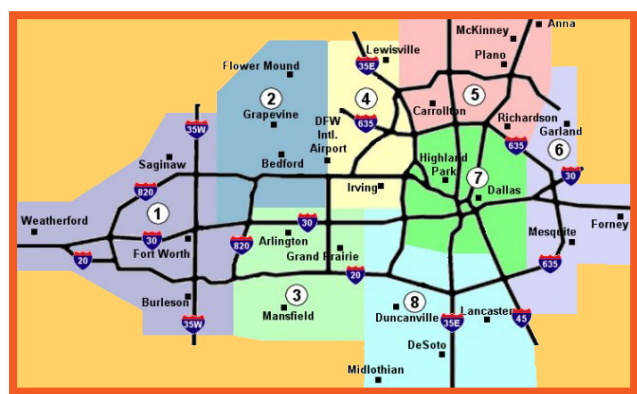 Anna
McKinney
Lewisville
Plano
35E
Flower Mound
2
4
5
Carrollton
Grapevine
DFW
Intl.
Airport
635
Richardson
Garland
35W
635
6
Saginaw
Bedford
Highland
Park
7
30
820
Irving
Dallas
1
Weatherford
30
Forney
30
820
Arlington
Mesquite
Fort Worth
Grand Prairie
20
20
635
Burleson
3
8
Mansfield
Duncanville
Lancaster
35W
35E
45
DeSoto
Midlothian